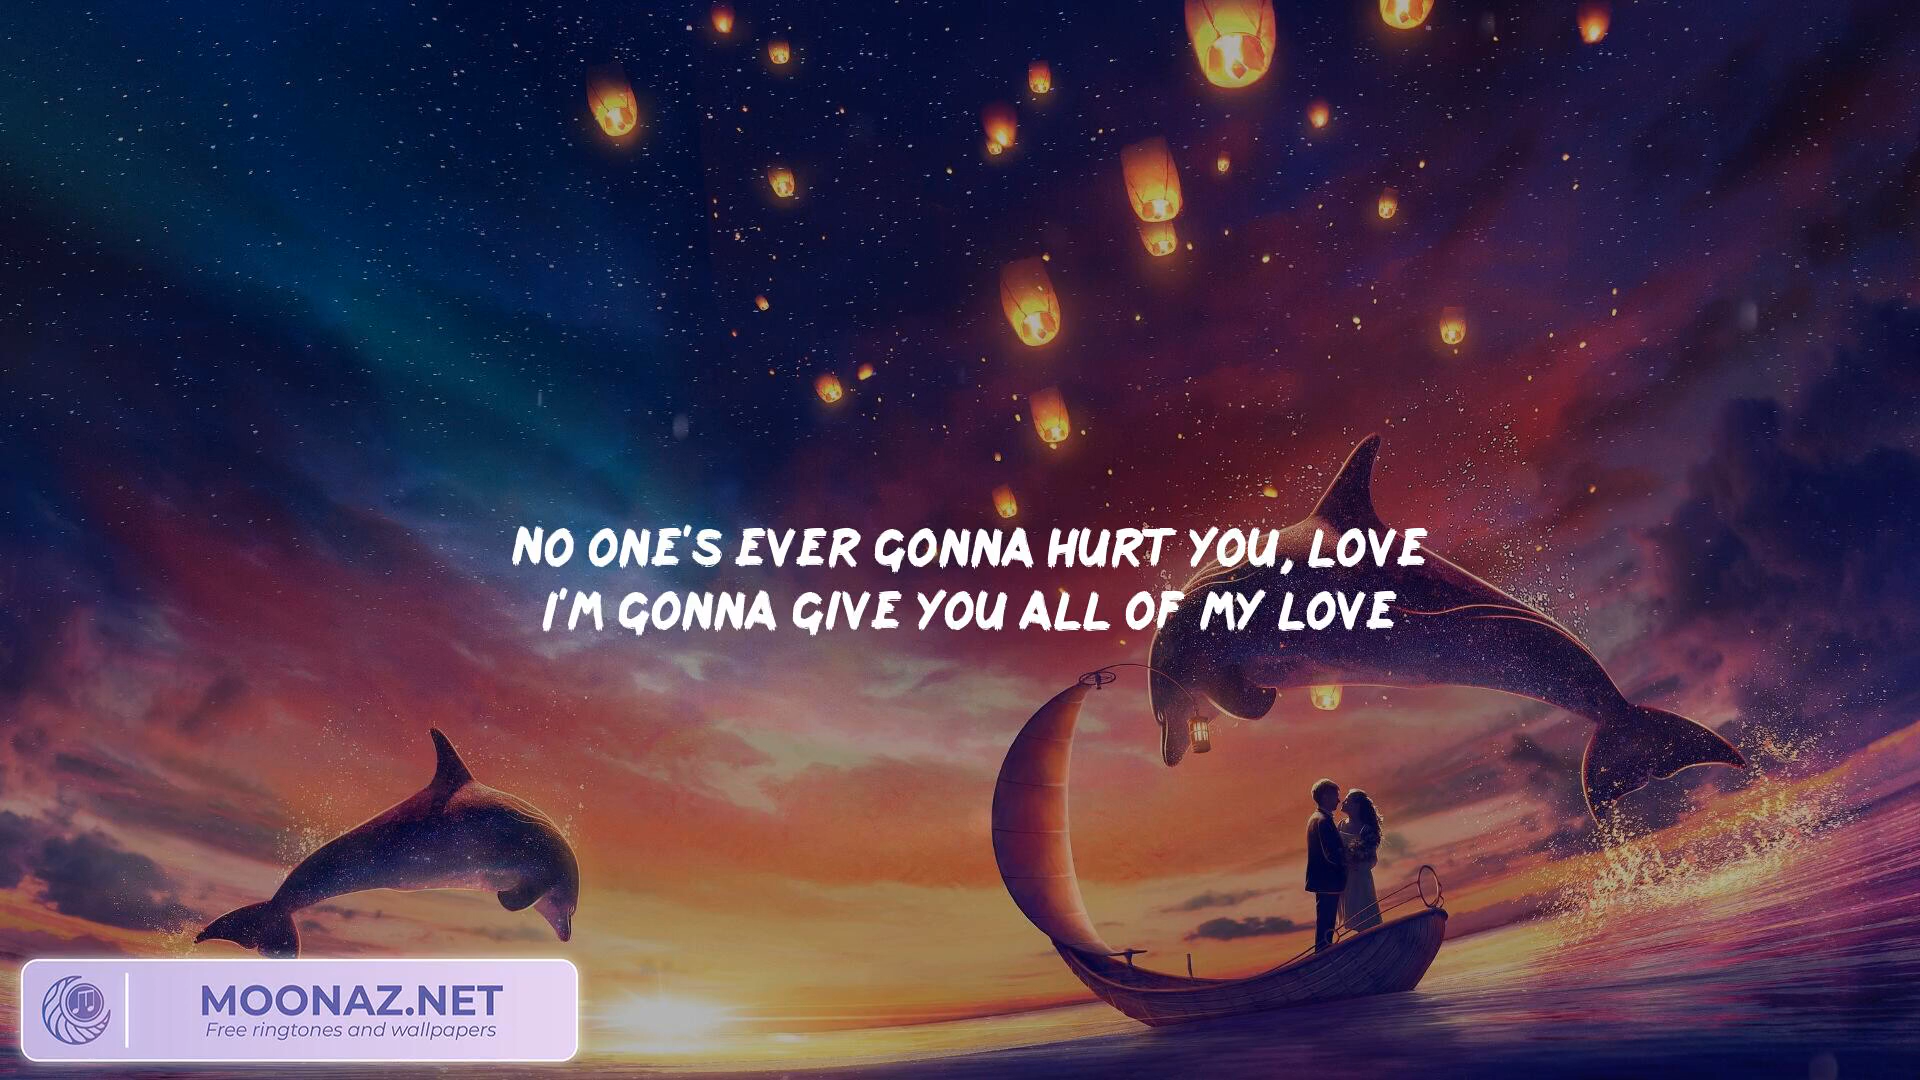 NO ONE'S EVER GONNA HURT YOU, LOVE
I'M GONNA GIVE YOU ALL OF MY LOVE
MOONAZ.NET
Free ringtones and wallpapers